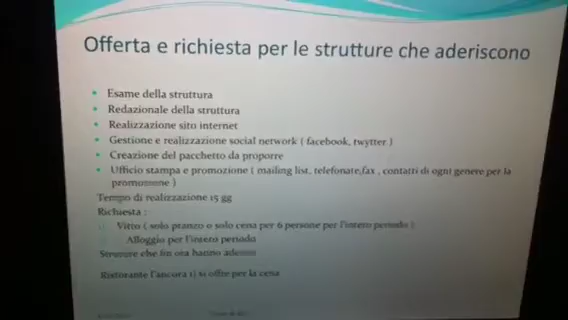 Offerta e richiesta per le strutture che aderiscono
Esame della struttura
Redazionale della struttura
Realizzazione sito internet
Gestione e realizzazione social network ( facebook, twytter )
Creazione del pacchetto da proporre
Ufficio stampa e promozione ( mailing list, telefonate,fax , contatti di ogni genere per la
promozione )
Tempo di realizzazione 15 gg
Richiesta :
Vitto ( solo pranzo o solo cena per 6 persone per l'intero periodo )
Alloggio per l'intero periodo
Strutture che fin ora hanno aderito
Ristorante l'ancora 1) si offre per la cena